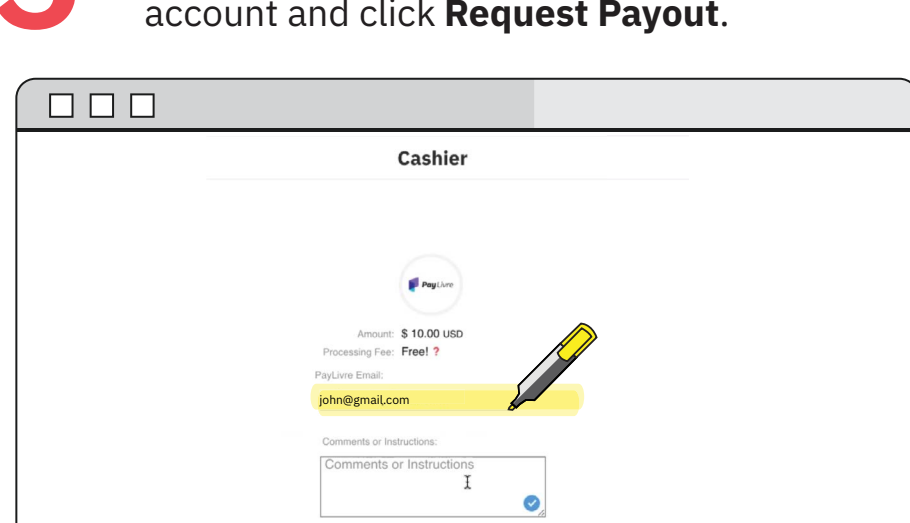 account and click Request Payout.
Cashier
PayLivre
Amount: $ 10.00 USD
Processing Fee: Free! ?
PayLivre Email:
john@gmail.com
Comments or Instructions:
Comments or Instructions